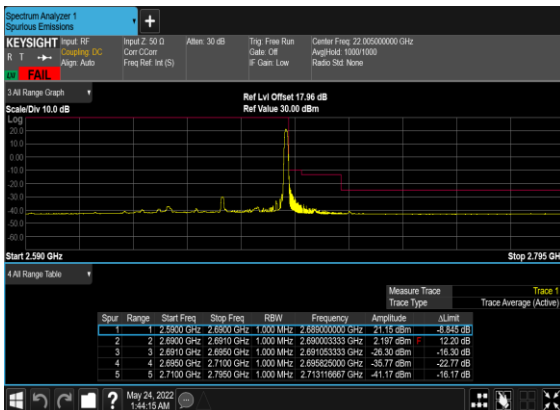 Spectrum Analyzer 1
Spurious Emissions
+
KEYSIGHT Input: RF Input Z: 50 Ω Atten: 30 dB Trig: Free Run Center Freq: 22.005000000 GHz
R T Coupling: DC Corr CCorr Gate: Off Avg|Hold: 1000/1000
Align: Auto Freq Ref: Int (S) IF Gain: Low Radio Std: None
LV FAIL
3 All Range Graph
Ref Lvl Offset 17.96 dB
Scale/Div 10.0 dB Ref Value 30.00 dBm
Log
20.0
10.0
0.00
-10.0
-20.0
-30.0
-40.0
-50.0
-60.0
Start 2.590 GHz Stop 2.795 GH
4 All Range Table
Measure Trace Trace 1
Trace Type Trace Average (Active)
Spur Range Start Freq Stop Freq RBW Frequency Amplitude ΔLimit
1 1 2.5900 GHz 2.6900 GHz 1.000 MHz 2.689000000 GHz 21.15 dBm -8.845 dB
2 2 2.6900 GHz 2.6910 GHz 1.000 MHz 2.690003333 GHz 2.197 dBm F 12.20 dB
3 3 2.6910 GHz 2.6950 GHz 1.000 MHz 2.691053333 GHz -26.30 dBm -16.30 dB
4 4 2.6950 GHz 2.7100 GHz 1.000 MHz 2.695825000 GHz -35.77 dBm -22.77 dB
5 5 2.7100 GHz 2.7950 GHz 1.000 MHz 2.713116667 GHz -41.17 dBm -16.17 dB
? May 24, 2022
1:44:15 AM